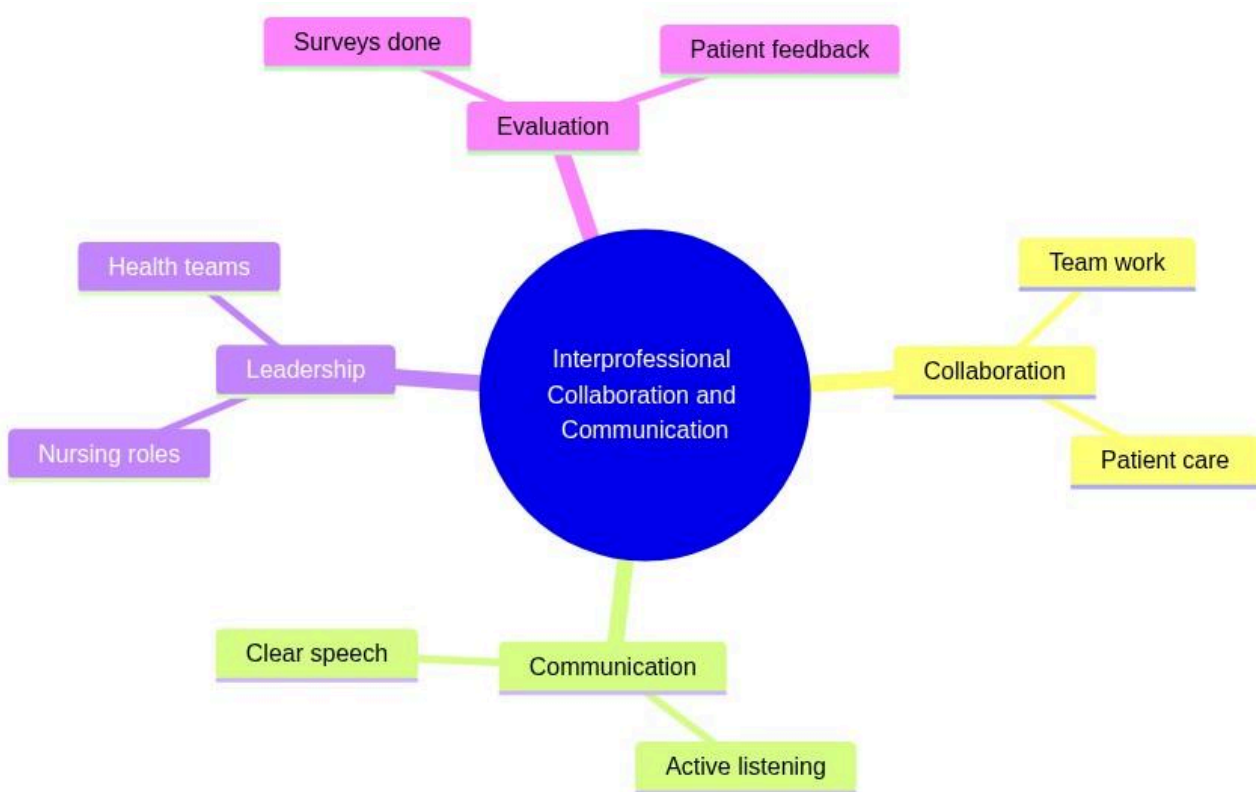 Surveys done
Patient feedback
Evaluation
Health teams
Team work
Leadership
Interprofessional
Collaboration and
Communication
Collaboration
Nursing roles
Patient care
Clear speech
Communication
Active listening